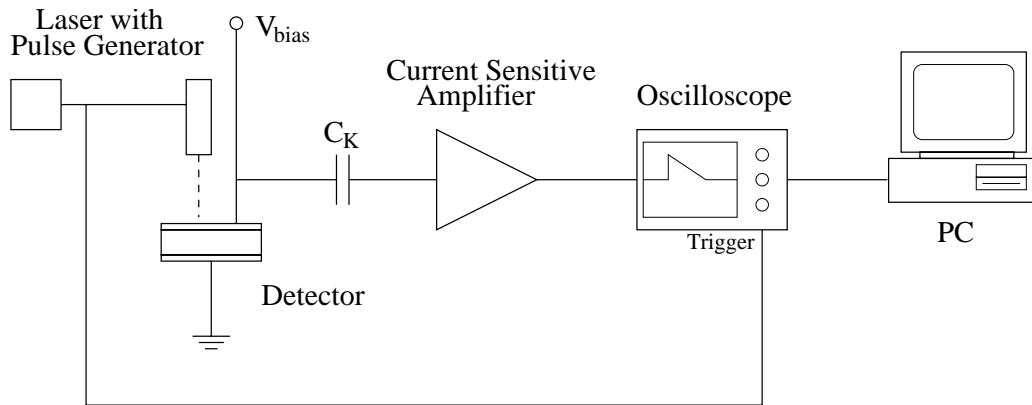 Laser with
Pulse Generator
V_bias
Current Sensitive
Amplifier
Oscilloscope
C_K
Trigger
PC
Detector